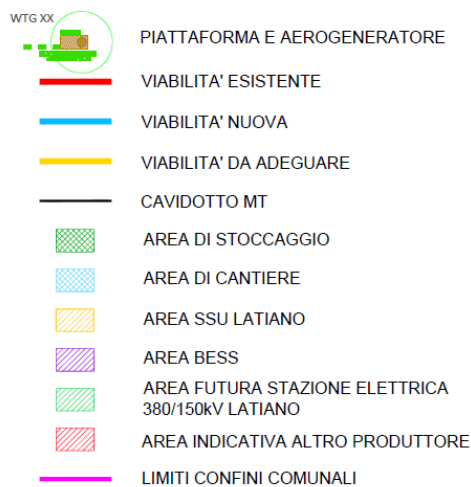 WTG XX
PIATTAFORMA E AEROGENERATORE
VIABILITA' ESISTENTE
VIABILITA' NUOVA
VIABILITA' DA ADEGUARE
CAVIDOTTO MT
AREA DI STOCCAGGIO
AREA DI CANTIERE
AREA SSU LATIANO
AREA BESS
AREA FUTURA STAZIONE ELETTRICA
380/150kV LATIANO
AREA INDICATIVA ALTRO PRODUTTORE
LIMITI CONFINI COMUNALI